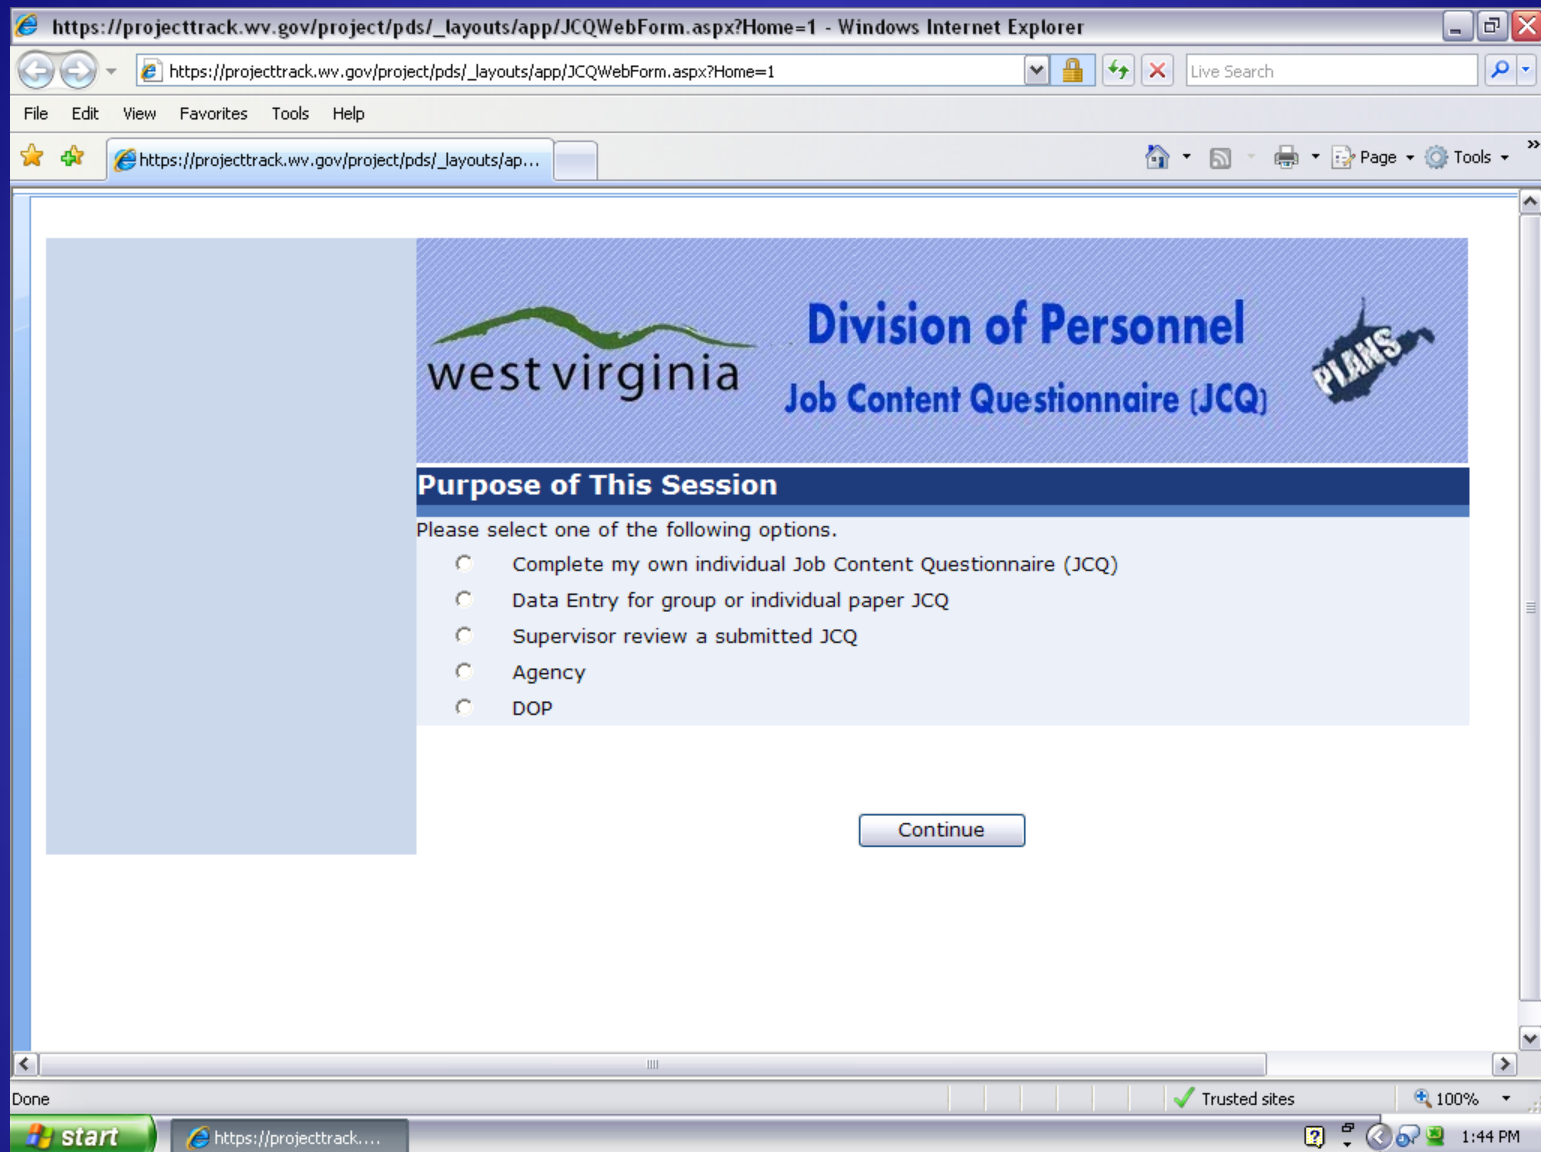 https://projecttrack.wv.gov/project/pds/_layouts/app/JCQWebForm.aspx?Home=1 - Windows Internet Explorer
https://projecttrack.wv.gov/project/pds/_layouts/app/JCQWebForm.aspx?Home=1
Live Search
File Edit View Favorites Tools Help
https://projecttrack.wv.gov/project/pds/_layouts/ap...
Page Tools
west virginia
Division of Personnel
Job Content Questionnaire (JCQ)
PLANS
Purpose of This Session
Please select one of the following options.
Complete my own individual Job Content Questionnaire (JCQ)
Data Entry for group or individual paper JCQ
Supervisor review a submitted JCQ
Agency
DOP
Continue
Done
Trusted sites
100%
start
https://projecttrack....
1:44 PM